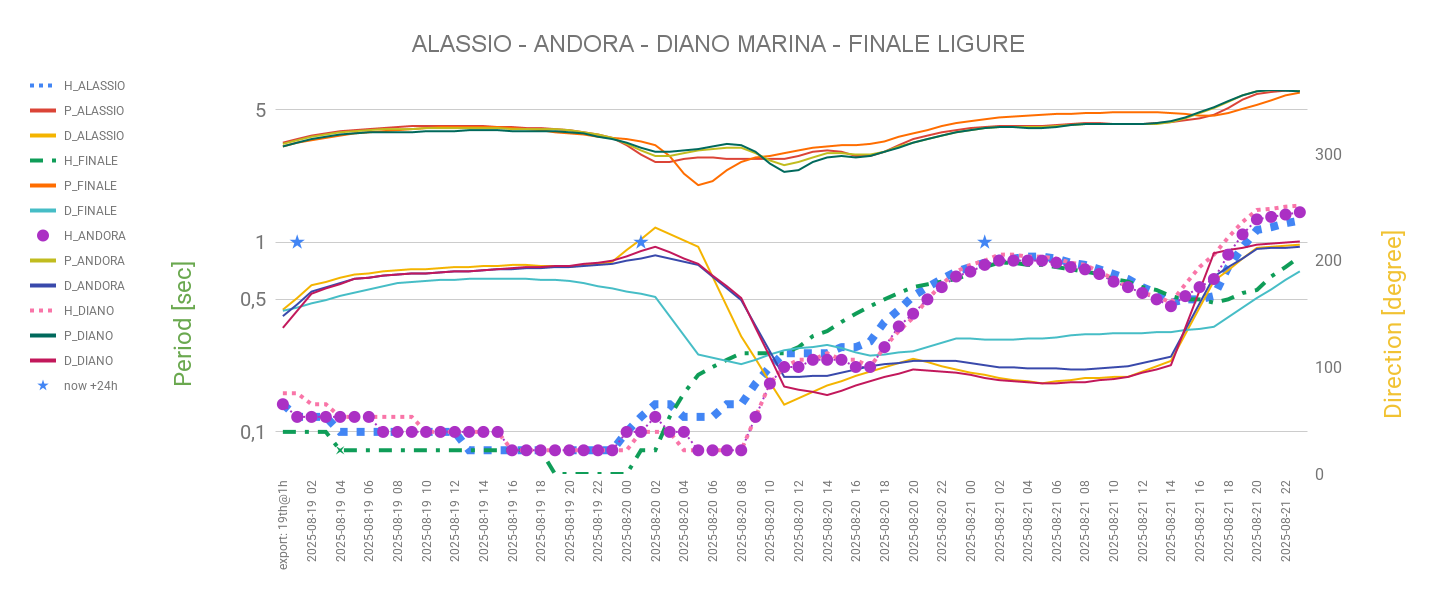 ALASSIO - ANDORA - DIANO MARINA - FINALE LIGURE
H_ALASSIO
P_ALASSIO
D_ALASSIO
H_FINALE
P_FINALE
D_FINALE
H_ANDORA
P_ANDORA
D_ANDORA
H_DIANO
P_DIANO
D_DIANO
now +24h
Period [sec]
5
1
0,5
0,1
300
200
100
0
Direction [degree]
export: 19th@1h
2025-08-19 02
2025-08-19 04
2025-08-19 06
2025-08-19 08
2025-08-19 10
2025-08-19 12
2025-08-19 14
2025-08-19 16
2025-08-19 18
2025-08-19 20
2025-08-19 22
2025-08-20 00
2025-08-20 02
2025-08-20 04
2025-08-20 06
2025-08-20 08
2025-08-20 10
2025-08-20 12
2025-08-20 14
2025-08-20 16
2025-08-20 18
2025-08-20 20
2025-08-20 22
2025-08-21 00
2025-08-21 02
2025-08-21 04
2025-08-21 06
2025-08-21 08
2025-08-21 10
2025-08-21 12
2025-08-21 14
2025-08-21 16
2025-08-21 18
2025-08-21 20
2025-08-21 22